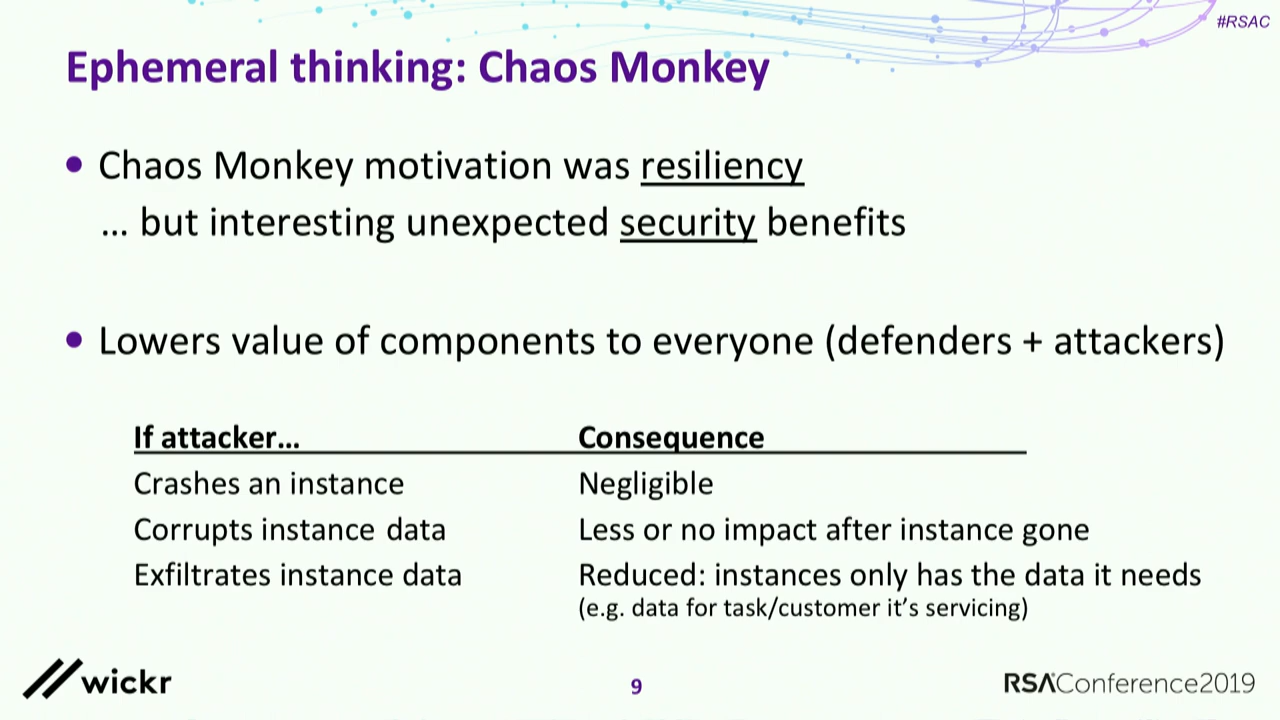 #RSAC
Ephemeral thinking: Chaos Monkey
• Chaos Monkey motivation was resiliency
... but interesting unexpected security benefits
• Lowers value of components to everyone (defenders + attackers)
If attacker... Consequence
Crashes an instance Negligible
Corrupts instance data Less or no impact after instance gone
Exfiltrates instance data Reduced: instances only has the data it needs
(e.g. data for task/customer it's servicing)
wickr 9 RSAConference2019